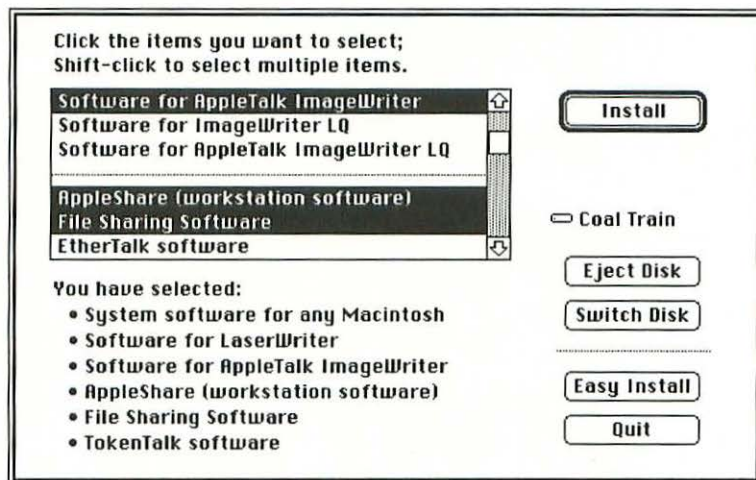 Click the items you want to select;
Shift-click to select multiple items.
Software for AppleTalk ImageWriter
Software for ImageWriter LQ
Software for AppleTalk ImageWriter LQ
AppleShare (workstation software)
File Sharing Software
EtherTalk software
You have selected:
• System software for any Macintosh
• Software for LaserWriter
• Software for AppleTalk ImageWriter
• AppleShare (workstation software)
• File Sharing Software
• TokenTalk software
Install
Coal Train
Eject Disk
Switch Disk
Easy Install
Quit